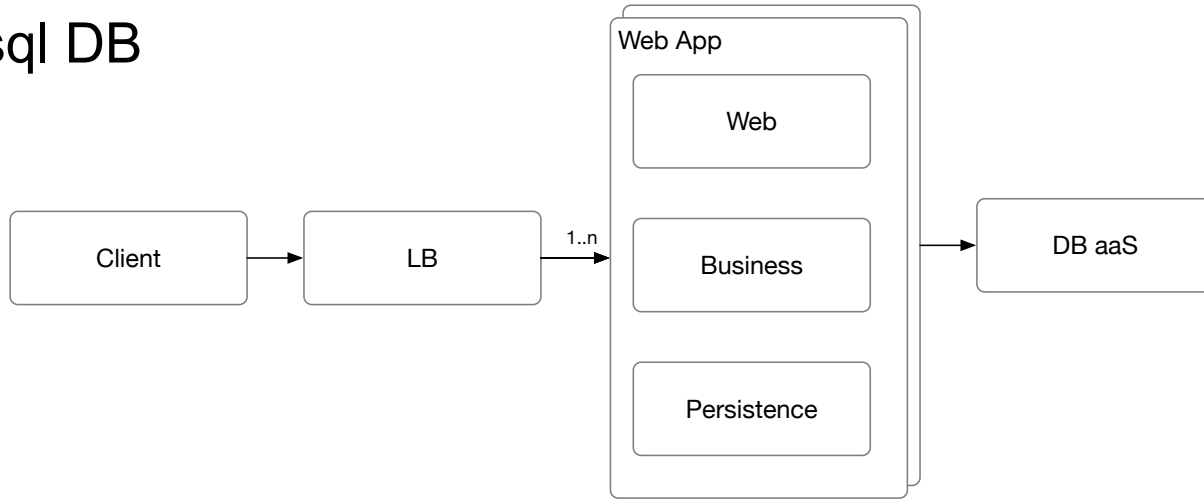 sql DB
Web App
Web
Client
LB
1..n
Business
DB aaS
Persistence